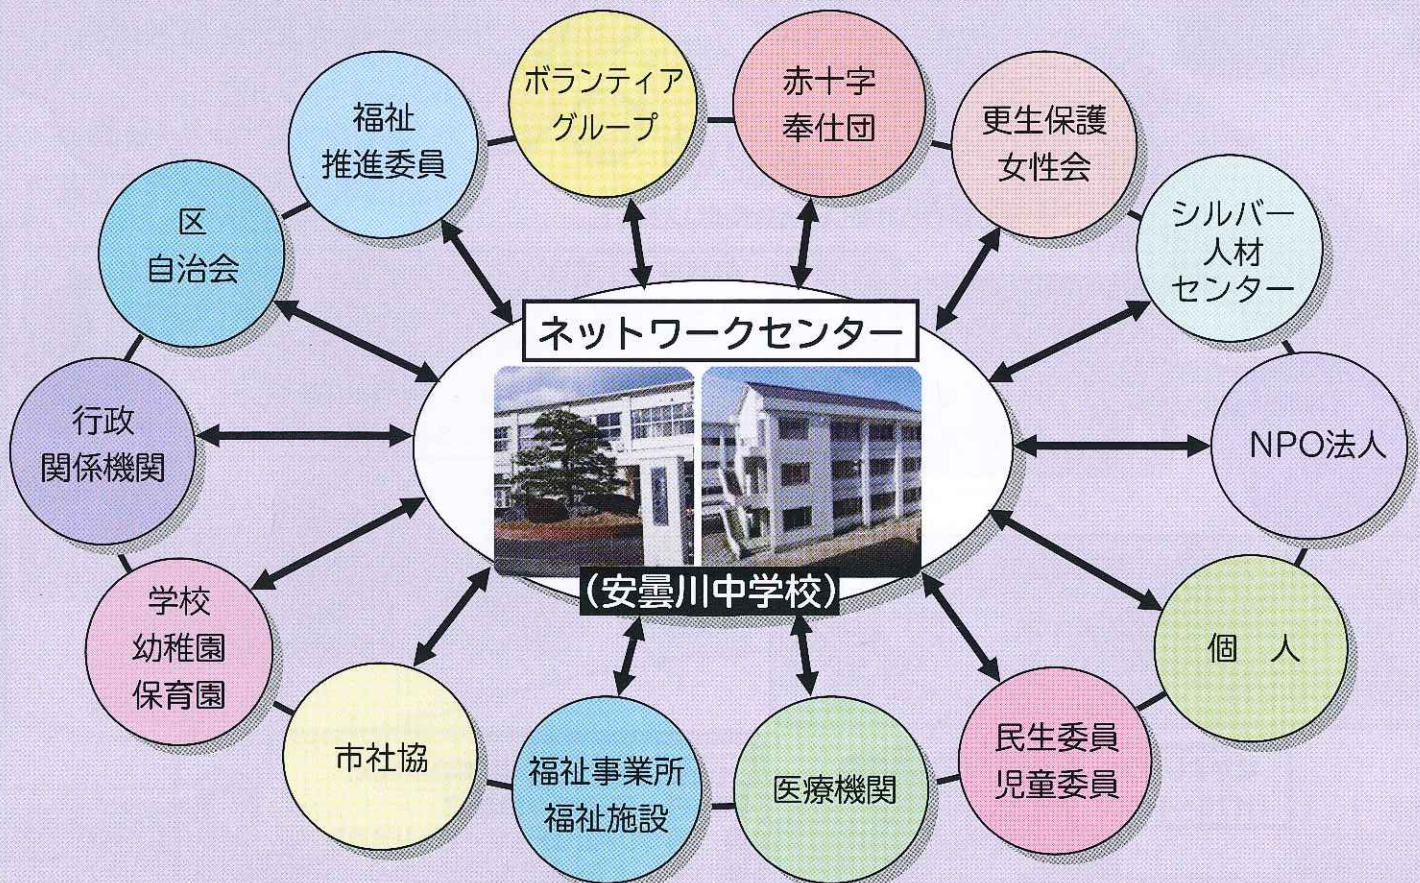 ボランティア
グループ
赤十字
奉仕団
福祉
推進委員
更生保護
女性会
区
自治会
シルバー
人材
センター
ネットワークセンター
行政
関係機関
NPO法人
(安曇川中学校)
学校
幼稚園
保育園
個 人
市社協
福祉事業所
福祉施設
医療機関
民生委員
児童委員